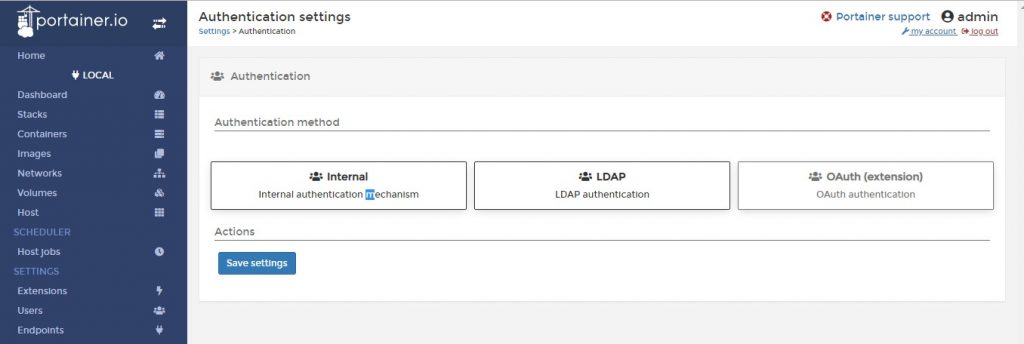 portainer.io
Home
LOCAL
Dashboard
Stacks
Containers
Images
Networks
Volumes
Host
SCHEDULER
Host jobs
SETTINGS
Extensions
Users
Endpoints
Authentication settings
Settings > Authentication
Portainer support admin
my account log out
Authentication
Authentication method
Internal
Internal authentication mechanism
LDAP
LDAP authentication
OAuth (extension)
OAuth authentication
Actions
Save settings